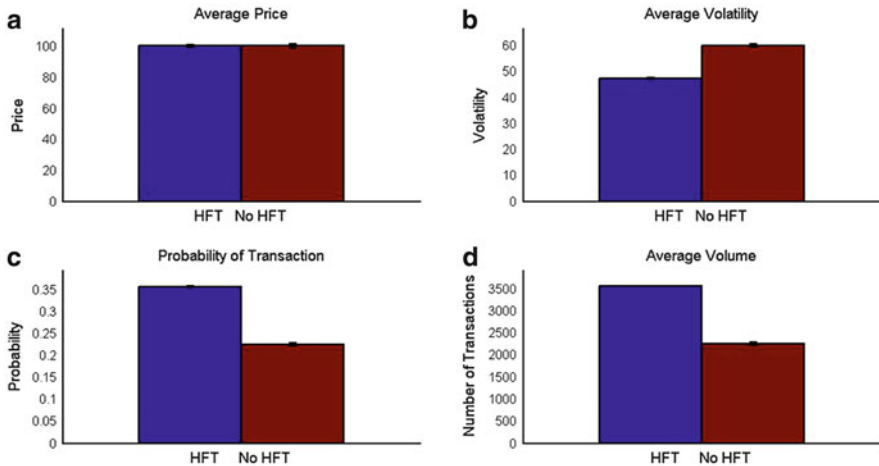 a
Average Price
Price
100
80
60
40
20
0
HFT No HFT
b
Average Volatility
Volatility
60
50
40
30
20
10
0
HFT No HFT
c
Probability of Transaction
Probability
0.35
0.3
0.25
0.2
0.15
0.1
0.05
0
HFT No HFT
d
Average Volume
Number of Transactions
3500
3000
2500
2000
1500
1000
500
0
HFT No HFT